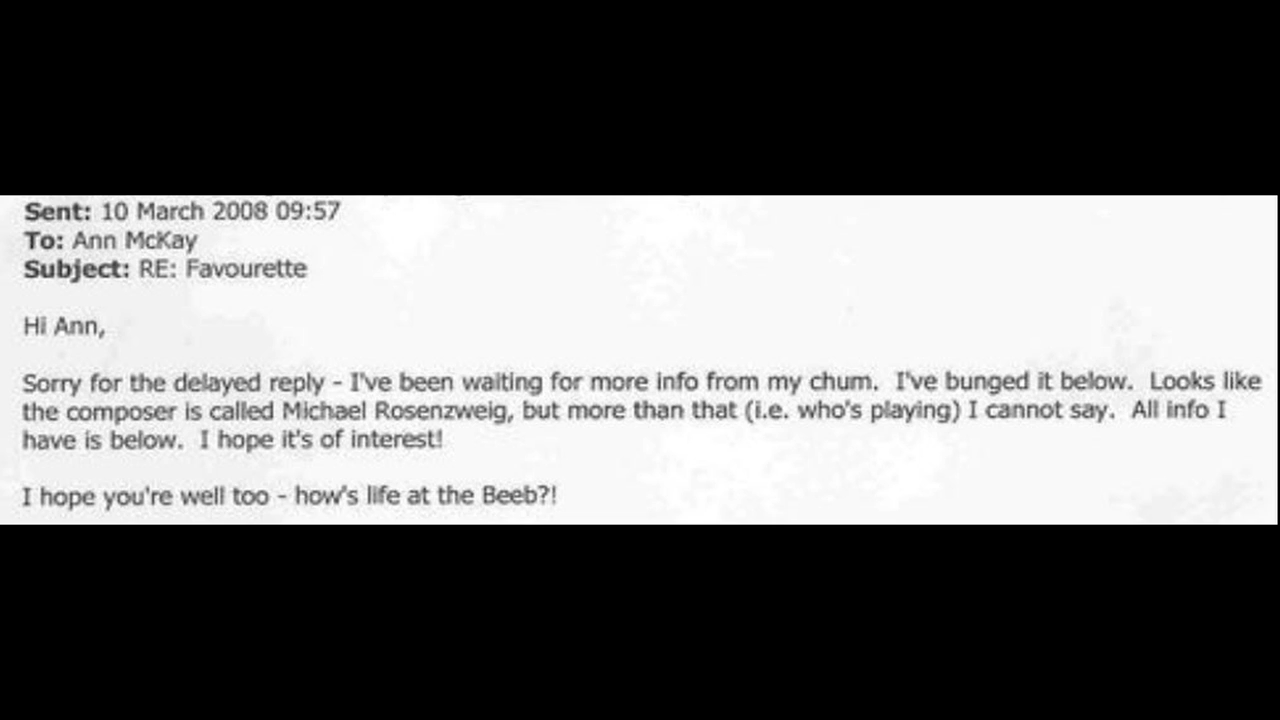 Sent: 10 March 2008 09:57
To: Ann McKay
Subject: RE: Favourette
Hi Ann,
Sorry for the delayed reply - I've been waiting for more info from my chum.  I've bunged it below.  Looks like
the composer is called Michael Rosenzweig, but more than that (i.e. who's playing) I cannot say.  All info I
have is below.  I hope it's of interest!
I hope you're well too - how's life at the Beeb?!